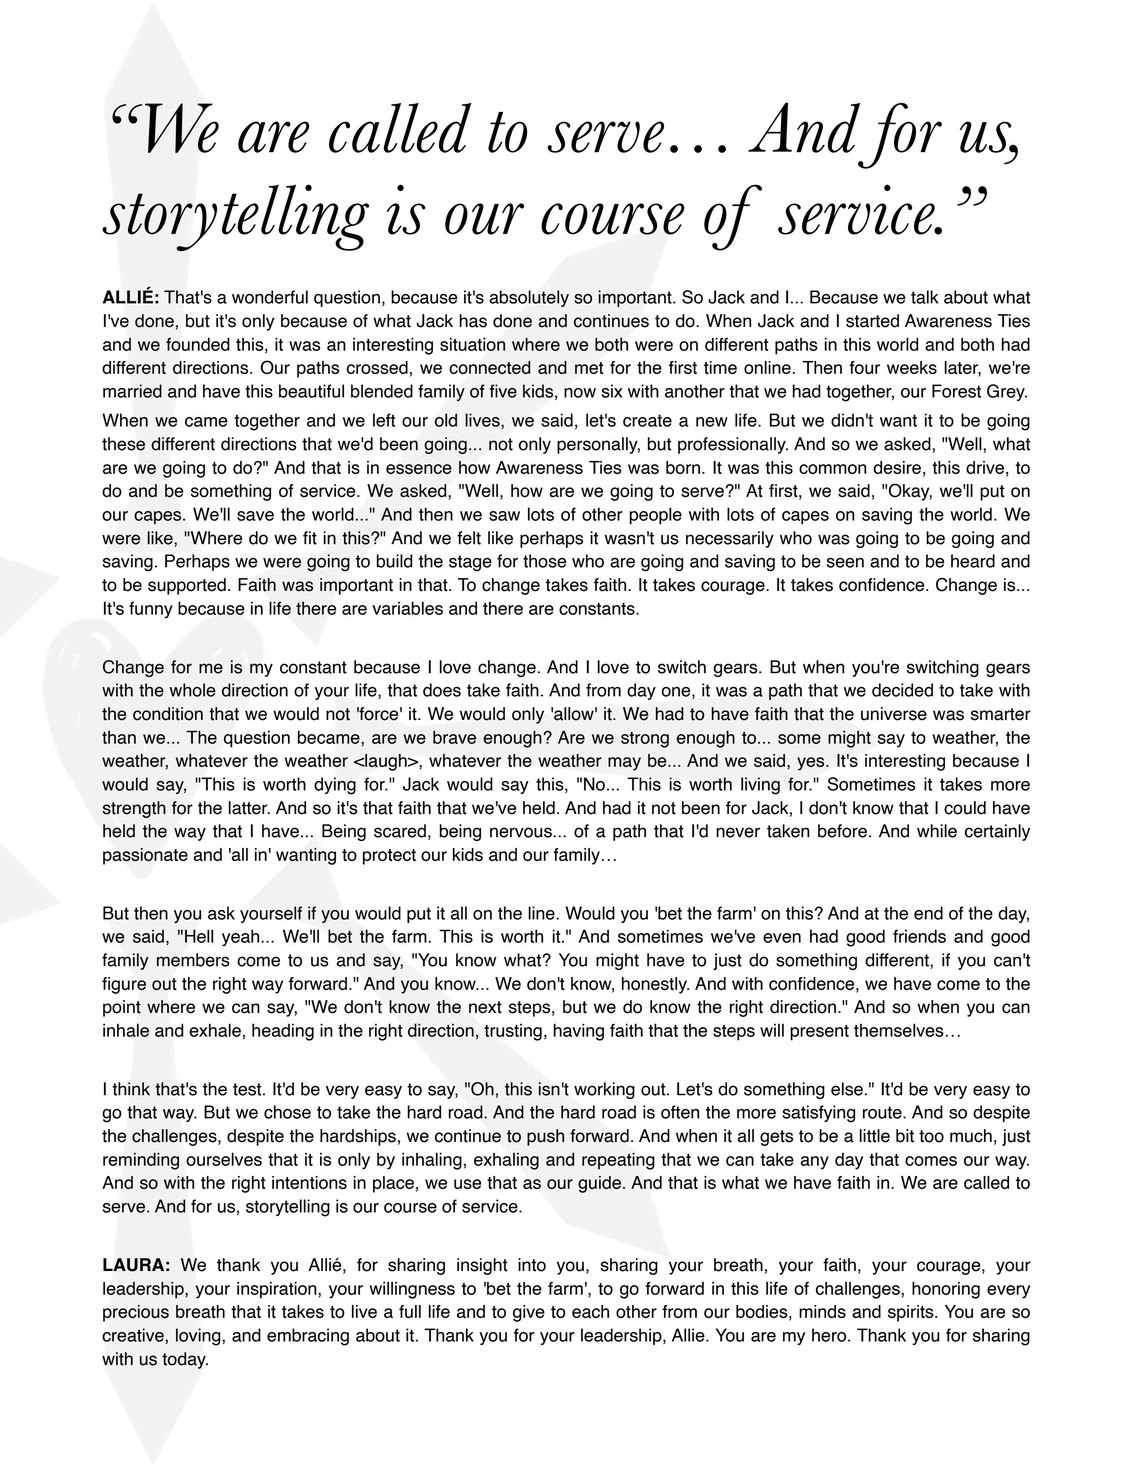 “We are called to serve… And for us,
storytelling is our course of service.”
ALLIÉ: That's a wonderful question, because it's absolutely so important. So Jack and I... Because we talk about what
I've done, but it's only because of what Jack has done and continues to do. When Jack and I started Awareness Ties
and we founded this, it was an interesting situation where we both were on different paths in this world and both had
different directions. Our paths crossed, we connected and met for the first time online. Then four weeks later, we're
married and have this beautiful blended family of five kids, now six with another that we had together, our Forest Grey.
When we came together and we left our old lives, we said, let's create a new life. But we didn't want it to be going
these different directions that we'd been going... not only personally, but professionally. And so we asked, "Well, what
are we going to do?" And that is in essence how Awareness Ties was born. It was this common desire, this drive, to
do and be something of service. We asked, "Well, how are we going to serve?" At first, we said, "Okay, we'll put on
our capes. We'll save the world..." And then we saw lots of other people with lots of capes on saving the world. We
were like, "Where do we fit in this?" And we felt like perhaps it wasn't us necessarily who was going to be going and
saving. Perhaps we were going to build the stage for those who are going and saving to be seen and to be heard and
to be supported. Faith was important in that. To change takes faith. It takes courage. It takes confidence. Change is...
It's funny because in life there are variables and there are constants.
Change for me is my constant because I love change. And I love to switch gears. But when you're switching gears
with the whole direction of your life, that does take faith. And from day one, it was a path that we decided to take with
the condition that we would not 'force' it. We would only 'allow' it. We had to have faith that the universe was smarter
than we... The question became, are we brave enough? Are we strong enough to... some might say to weather, the
weather, whatever the weather <laugh>, whatever the weather may be... And we said, yes. It's interesting because I
would say, "This is worth dying for." Jack would say this, "No... This is worth living for." Sometimes it takes more
strength for the latter. And so it's that faith that we've held. And had it not been for Jack, I don't know that I could have
held the way that I have... Being scared, being nervous... of a path that I'd never taken before. And while certainly
passionate and 'all in' wanting to protect our kids and our family…
But then you ask yourself if you would put it all on the line. Would you 'bet the farm' on this? And at the end of the day,
we said, "Hell yeah... We'll bet the farm. This is worth it." And sometimes we've even had good friends and good
family members come to us and say, "You know what? You might have to just do something different, if you can't
figure out the right way forward." And you know... We don't know, honestly. And with confidence, we have come to the
point where we can say, "We don't know the next steps, but we do know the right direction." And so when you can
inhale and exhale, heading in the right direction, trusting, having faith that the steps will present themselves…
I think that's the test. It'd be very easy to say, "Oh, this isn't working out. Let's do something else." It'd be very easy to
go that way. But we chose to take the hard road. And the hard road is often the more satisfying route. And so despite
the challenges, despite the hardships, we continue to push forward. And when it all gets to be a little bit too much, just
reminding ourselves that it is only by inhaling, exhaling and repeating that we can take any day that comes our way.
And so with the right intentions in place, we use that as our guide. And that is what we have faith in. We are called to
serve. And for us, storytelling is our course of service.
LAURA: We thank you Allié, for sharing insight into you, sharing your breath, your faith, your courage, your
leadership, your inspiration, your willingness to 'bet the farm', to go forward in this life of challenges, honoring every
precious breath that it takes to live a full life and to give to each other from our bodies, minds and spirits. You are so
creative, loving, and embracing about it. Thank you for your leadership, Allie. You are my hero. Thank you for sharing
with us today.